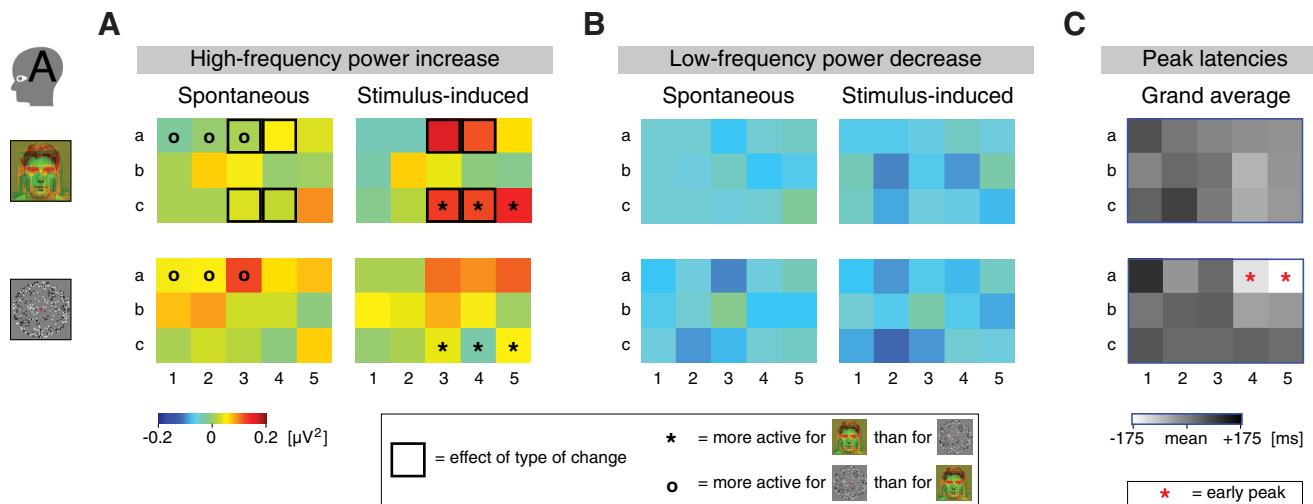 A B C
A
High-frequency power increase Low-frequency power decrease Peak latencies
Spontaneous Stimulus-induced Spontaneous Stimulus-induced Grand average
a o o o a a
b b b
c * * * c c
a o o o a a * *
b b b
c * * * c c
1 2 3 4 5 1 2 3 4 5 1 2 3 4 5 1 2 3 4 5 1 2 3 4 5
-0.2 0 0.2 [µV²]
= effect of type of change
* = more active for than for
o = more active for than for
-175 mean +175 [ms]
* = early peak